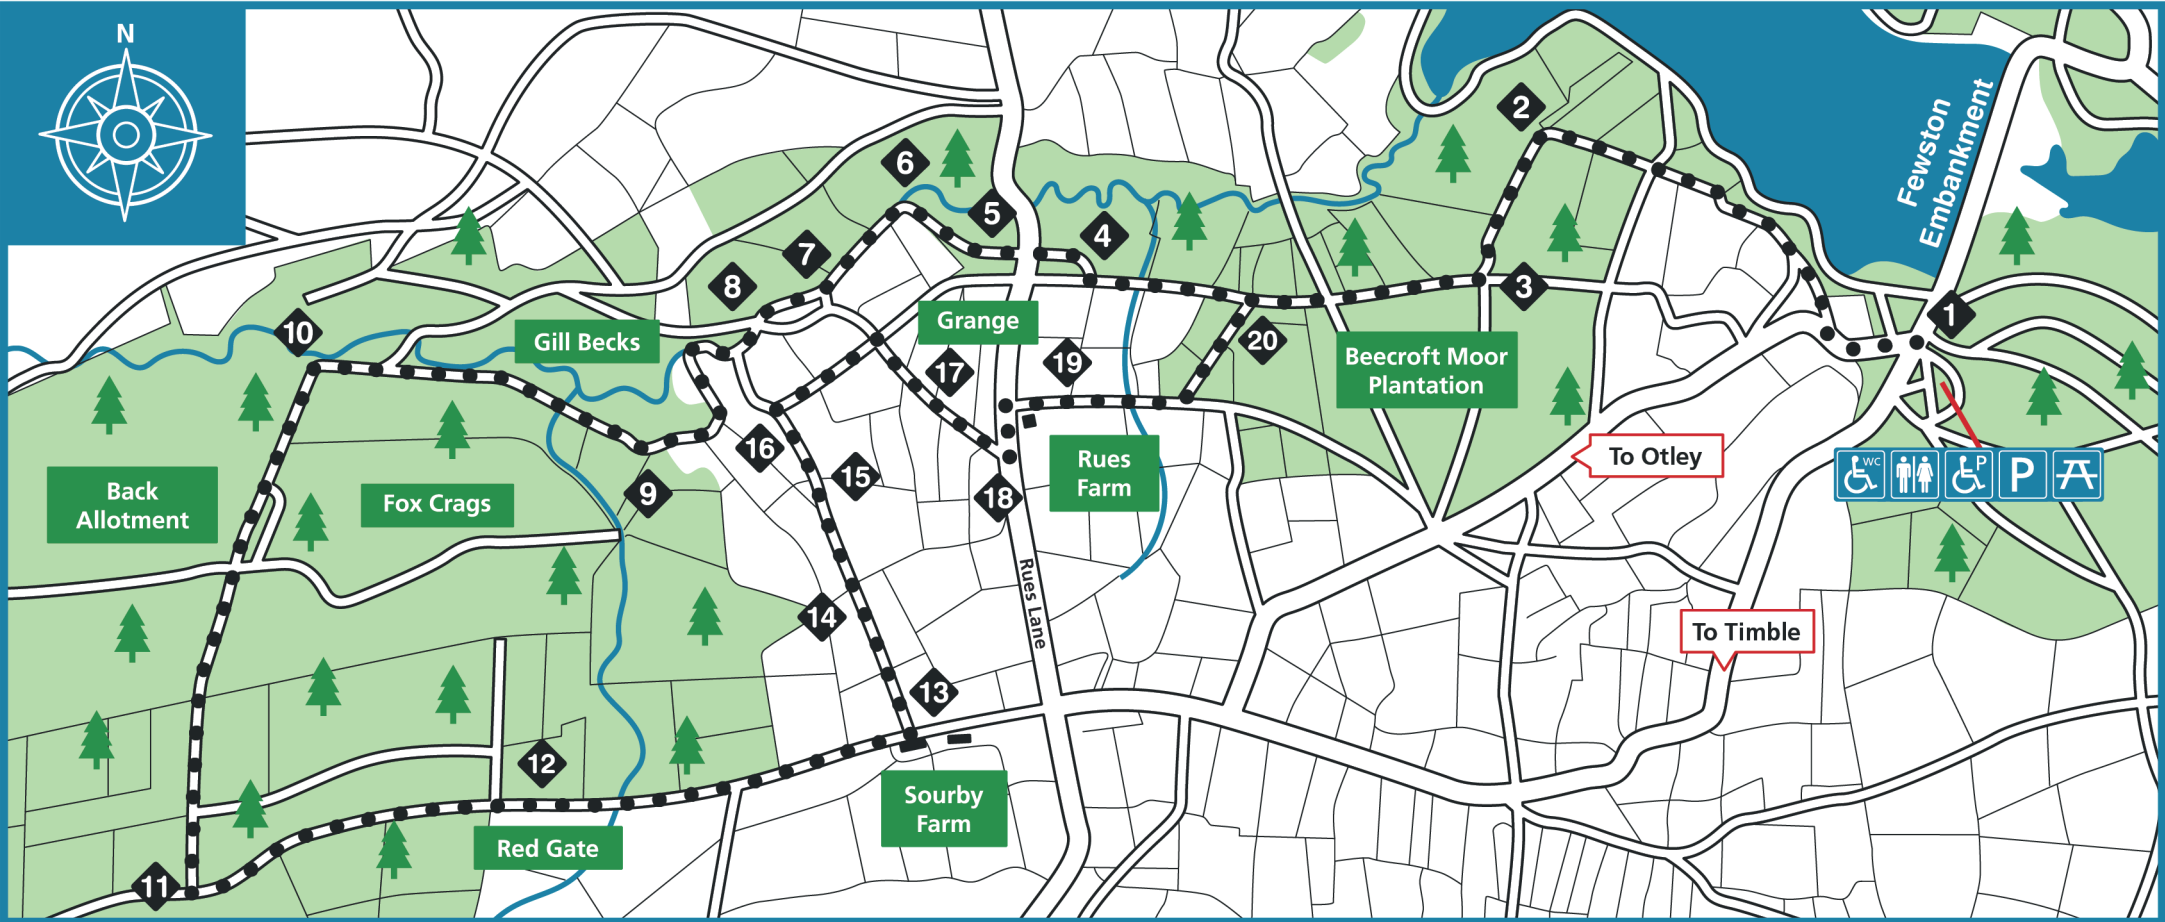 N
2
Fewston
Embankment
6
5
4
7
8
3
1
10
Gill Becks
Grange
20
Beecroft Moor
Plantation
17
19
16
15
To Otley
WC
P
P
Rues
Farm
Back
Allotment
Fox Crags
9
18
Rues Lane
14
To Timble
13
12
Sourby
Farm
Red Gate
11